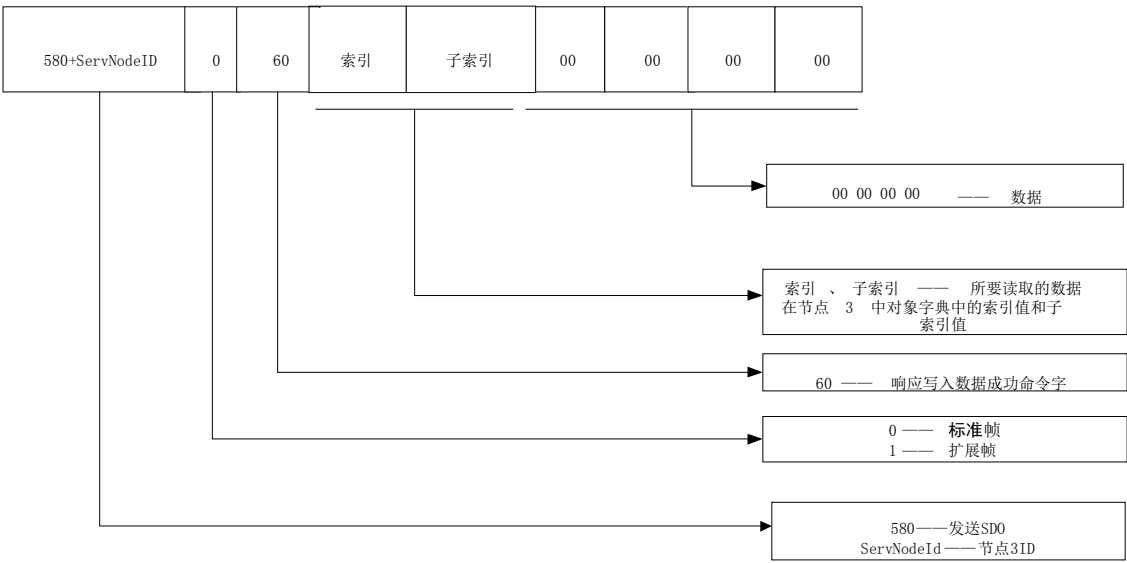 580+ServNodeID 0 60 索引 子索引 00 00 00 00
00 00 00 00 —— 数据
索引 、 子索引 —— 所要读取的数据
在节点 3 中对象字典中的索引值和子
索引值
60 —— 响应写入数据成功命令字
0 —— 标准帧
1 —— 扩展帧
580——发送SDO
ServNodeId——节点3ID